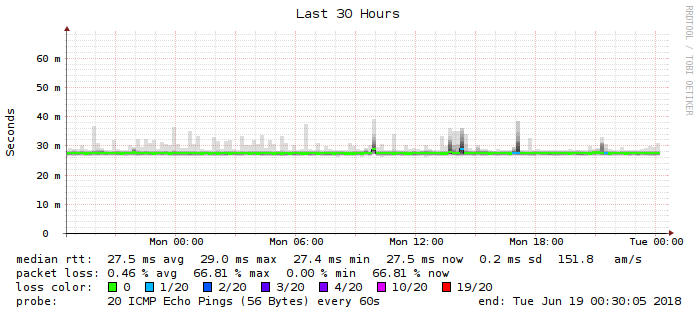 Last 30 Hours
RRDTOOL / TOBI OETIKER
Seconds
60 m
50 m
40 m
30 m
20 m
10 m
0
Mon 00:00 Mon 06:00 Mon 12:00 Mon 18:00 Tue 00:00
median rtt: 27.5 ms avg 29.0 ms max 27.4 ms min 27.5 ms now 0.2 ms sd 151.8 am/s
packet loss: 0.46 % avg 66.81 % max 0.00 % min 66.81 % now
loss color: 0 1/20 2/20 3/20 4/20 10/20 19/20
probe: 20 ICMP Echo Pings (56 Bytes) every 60s end: Tue Jun 19 00:30:05 2018